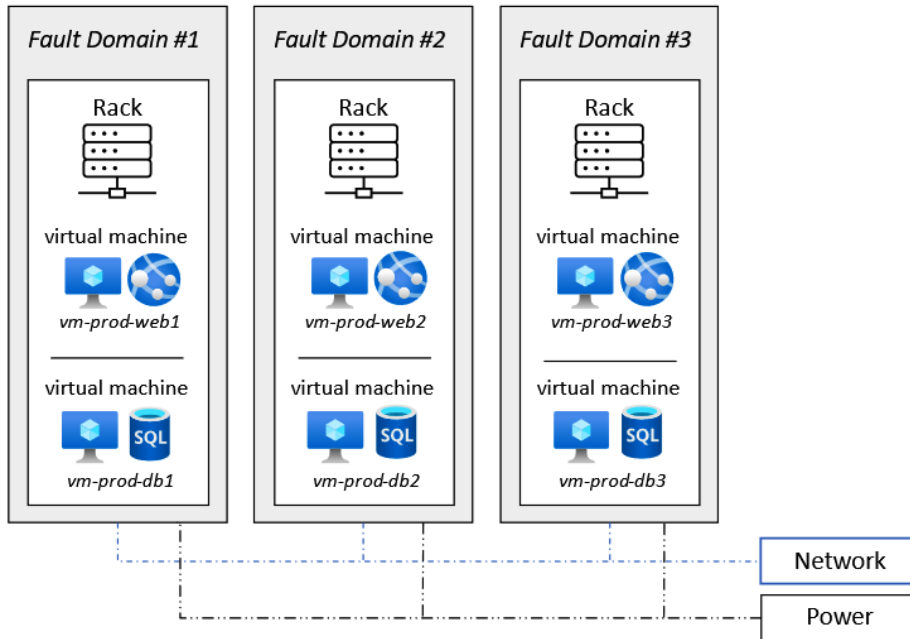 Fault Domain #1
Rack
virtual machine
vm-prod-web1
virtual machine
SQL
vm-prod-db1
Fault Domain #2
Rack
virtual machine
vm-prod-web2
virtual machine
SQL
vm-prod-db2
Fault Domain #3
Rack
virtual machine
vm-prod-web3
virtual machine
SQL
vm-prod-db3
Network
Power